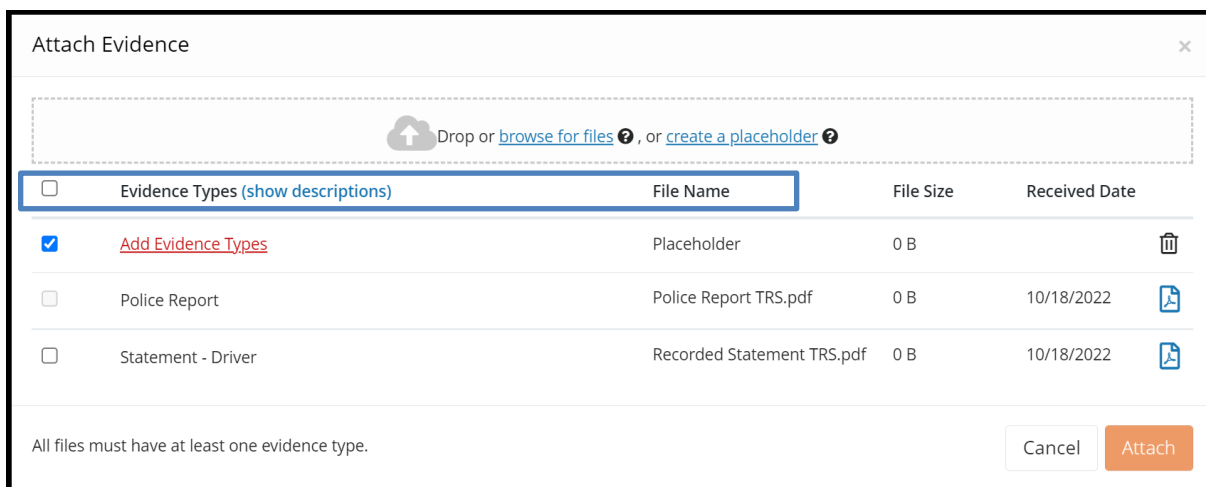 Attach Evidence
Drop or browse for files ? , or create a placeholder ?
Evidence Types (show descriptions) File Name File Size Received Date
Add Evidence Types Placeholder 0 B
Police Report Police Report TRS.pdf 0 B 10/18/2022
Statement - Driver Recorded Statement TRS.pdf 0 B 10/18/2022
All files must have at least one evidence type. Cancel Attach